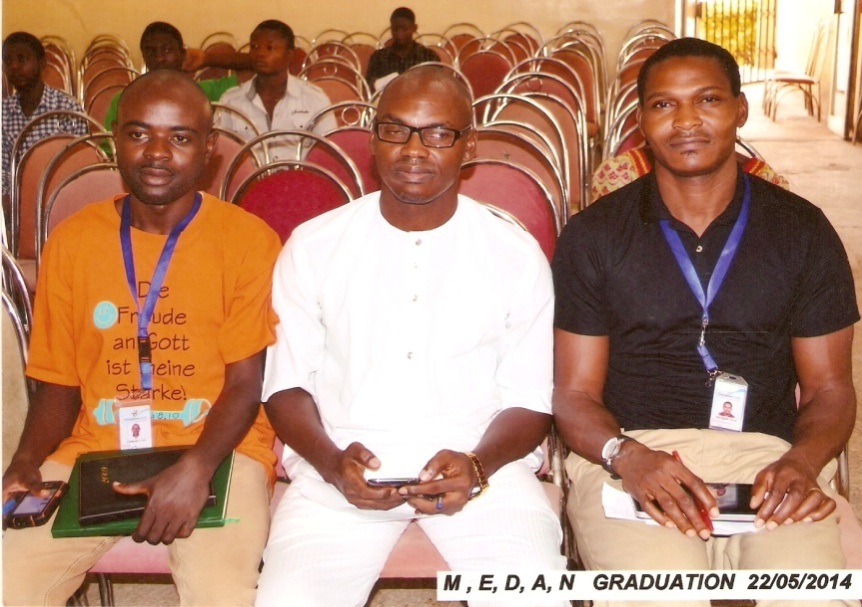 Die
Freude
an Gott
ist meine
Stärke!
M , E, D, A, N GRADUATION 22/05/2014